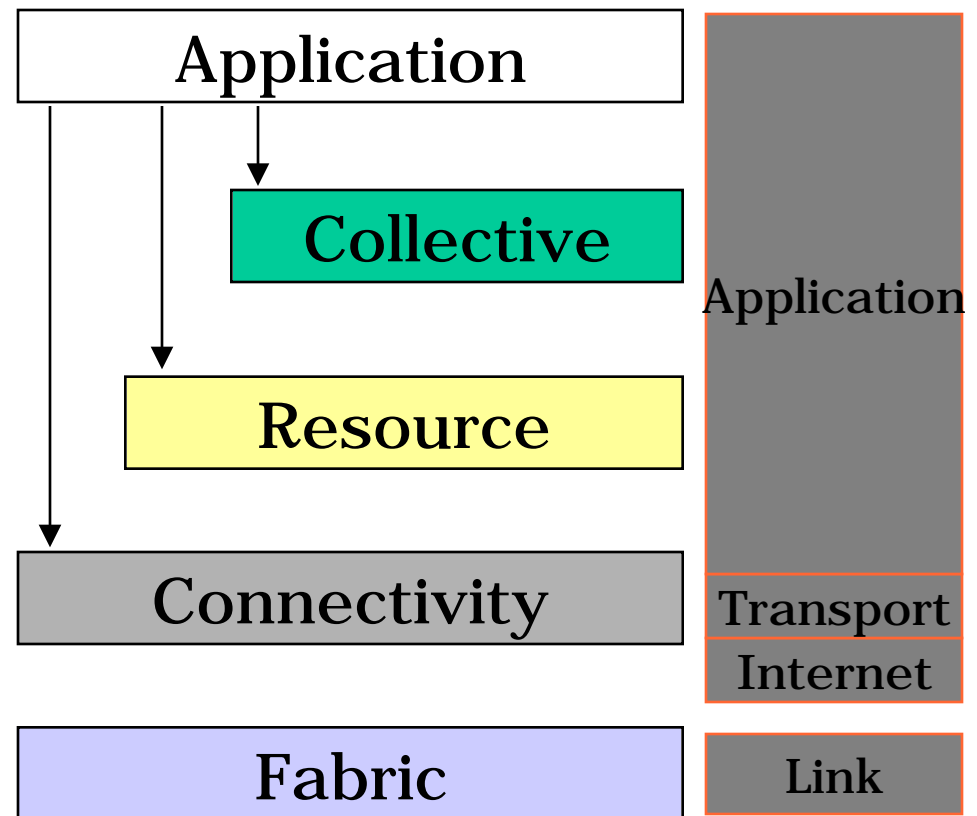 Application
Collective
Resource
Connectivity
Fabric
Application
Transport
Internet
Link